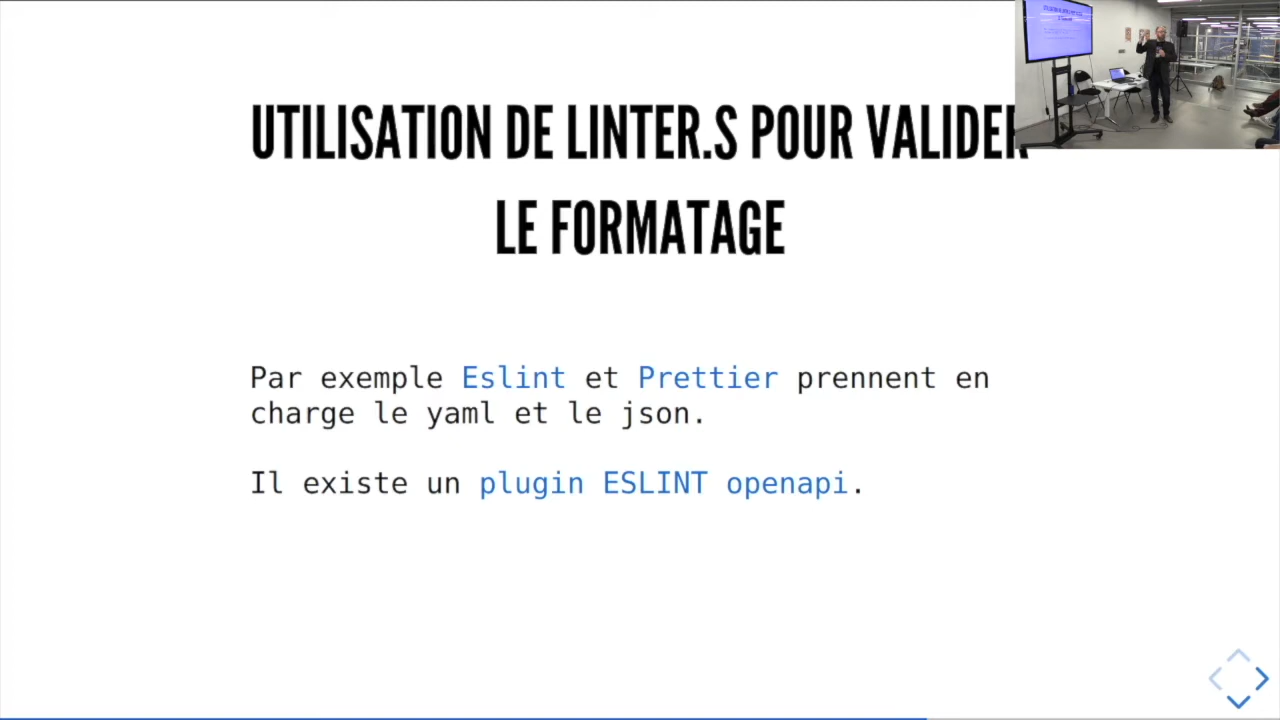 UTILISATION DE LINTER.S POUR VALIDER
LE FORMATAGE
Par exemple Eslint et Prettier prennent en
charge le yaml et le json.
Il existe un plugin ESLINT openapi.